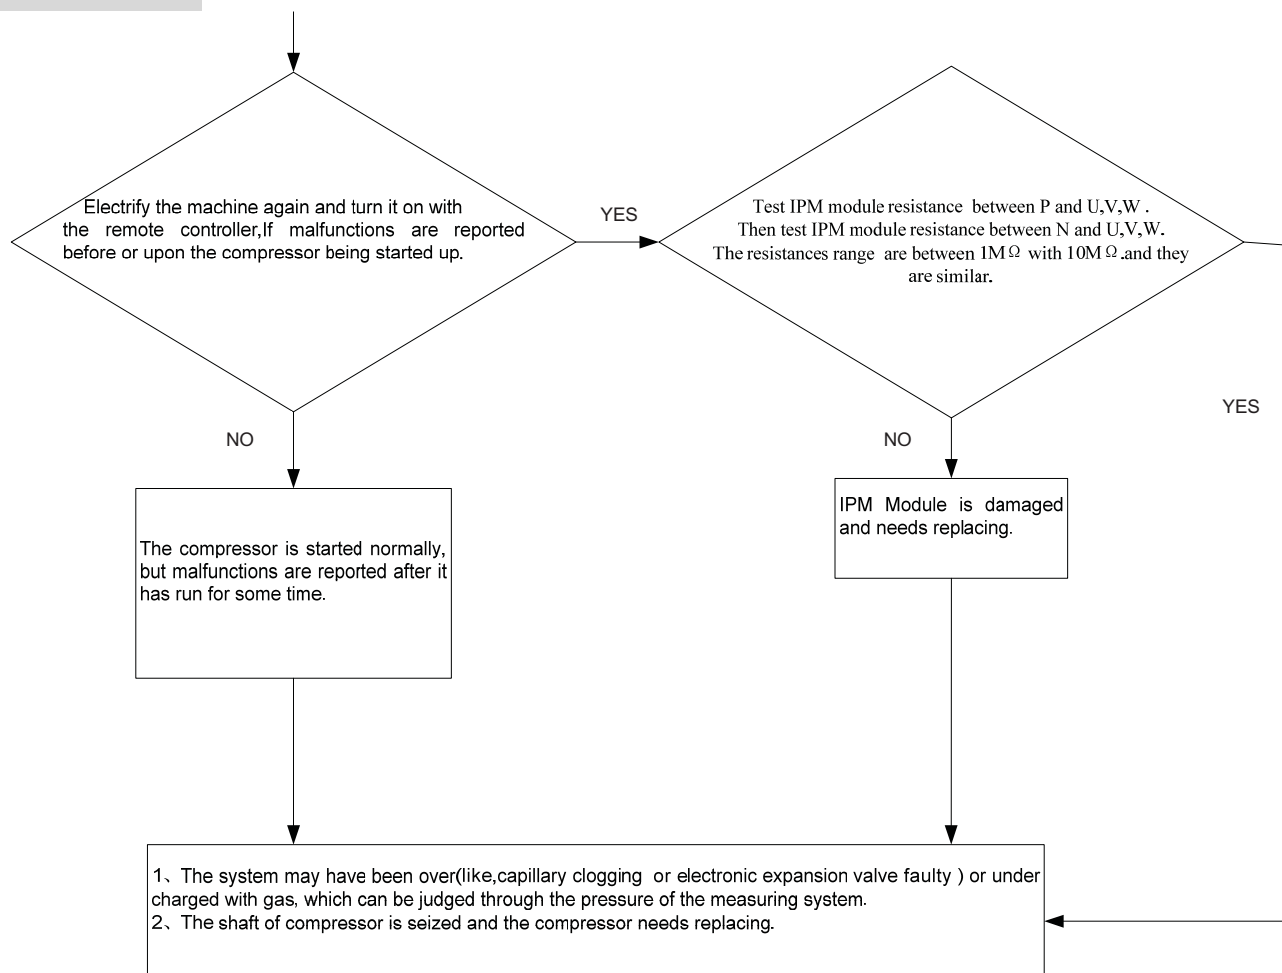 Electrify the machine again and turn it on with
the remote controller,If malfunctions are reported
before or upon the compressor being started up.
YES
Test IPM module resistance between P and U,V,W .
Then test IPM module resistance between N and U,V,W.
The resistances range are between 1MΩ with 10MΩ.and they
are similar.
YES
NO
NO
The compressor is started normally,
but malfunctions are reported after it
has run for some time.
IPM Module is damaged
and needs replacing.
1、The system may have been over(like,capillary clogging or electronic expansion valve faulty ) or under
charged with gas, which can be judged through the pressure of the measuring system.
2、The shaft of compressor is seized and the compressor needs replacing.